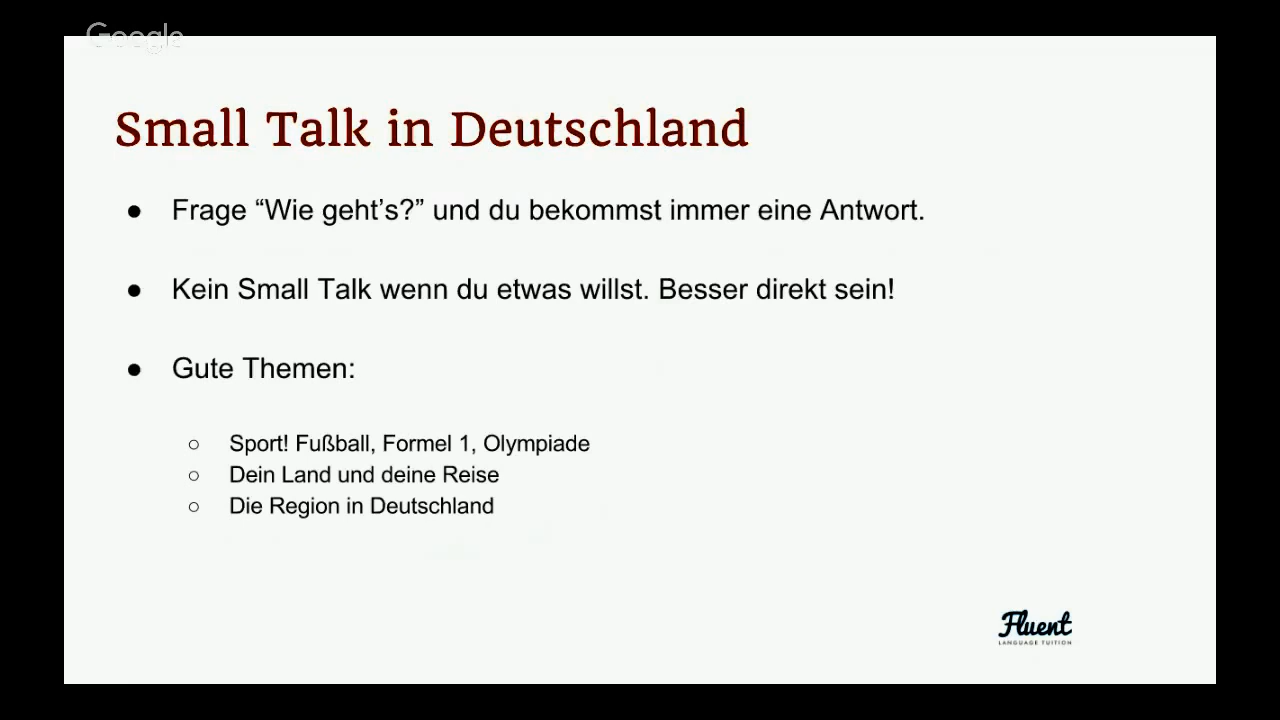 Google
Small Talk in Deutschland
● Frage “Wie geht’s?” und du bekommst immer eine Antwort.
● Kein Small Talk wenn du etwas willst. Besser direkt sein!
● Gute Themen:
○ Sport! Fußball, Formel 1, Olympiade
○ Dein Land und deine Reise
○ Die Region in Deutschland
Fluent
LANGUAGE TUITION